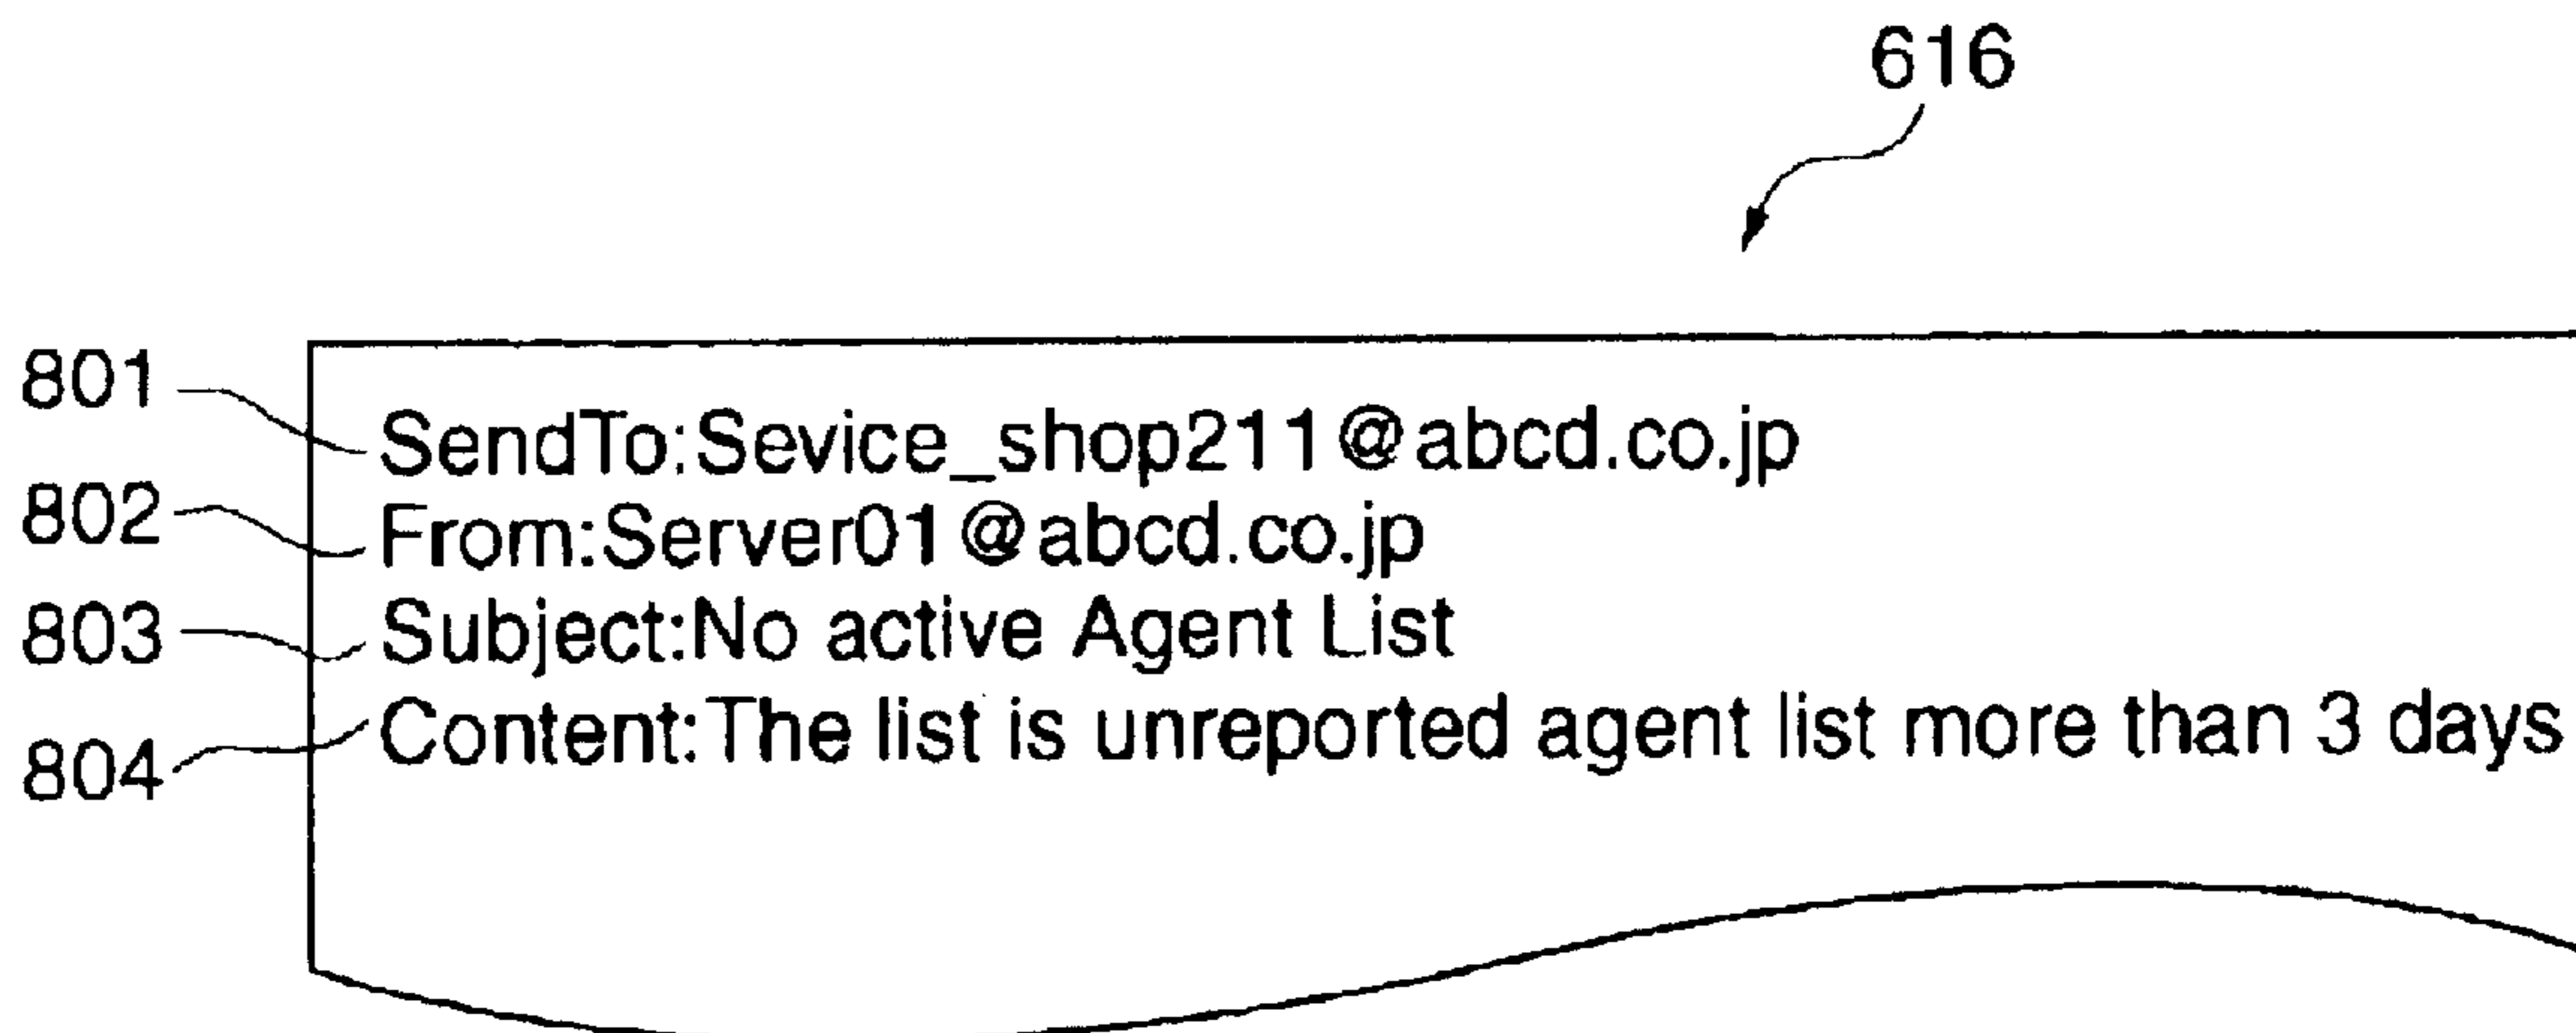 616
801 SendTo:Sevice_shop211@abcd.co.jp
802 From:Server01@abcd.co.jp
803 Subject:No active Agent List
804 Content:The list is unreported agent list more than 3 days